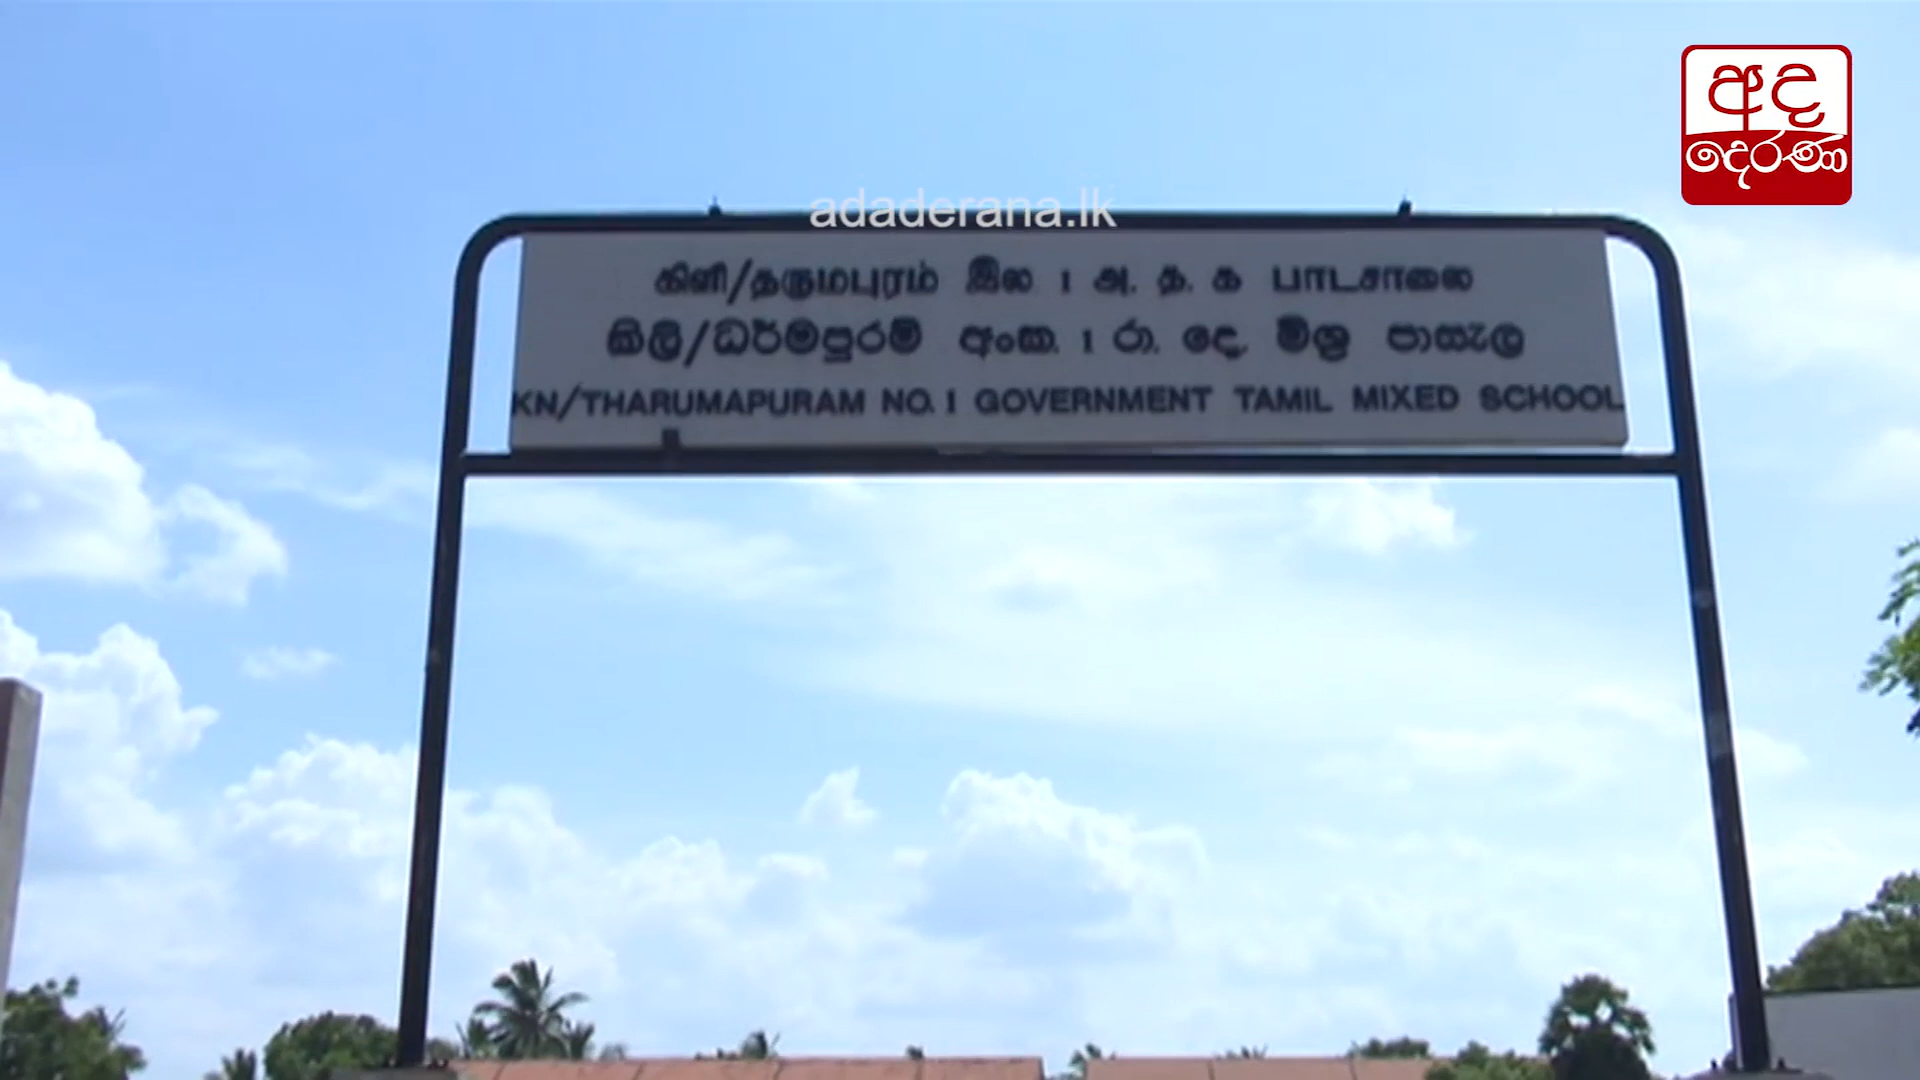 අද
දෙරණ
adaderana.lk
கிளி/தருமபுரம் இல 1 அ. த. க பாடசாலை
කිලි/ධර්මපුරම් අංක. 1 රා. දෙ. මිශ්‍ර පාසැල
KN/THARUMAPURAM NO. 1 GOVERNMENT TAMIL MIXED SCHOOL